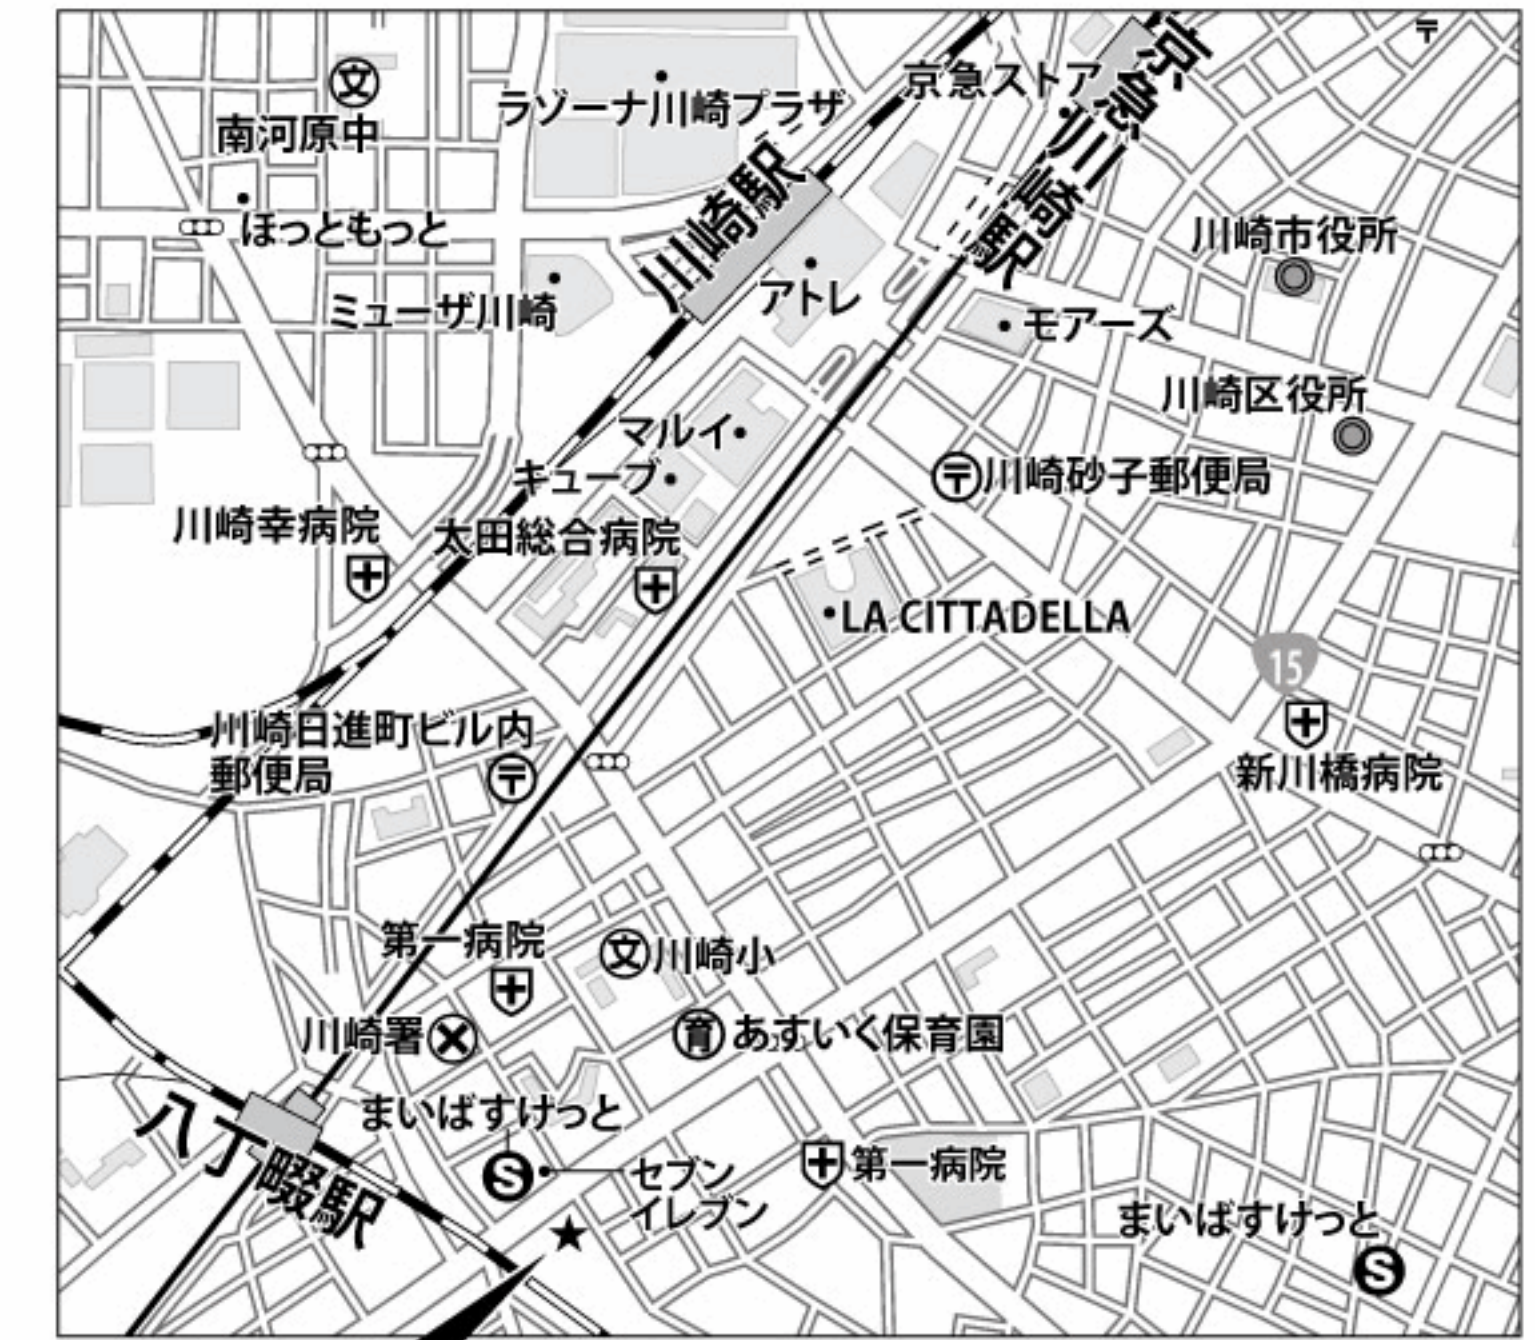 〒
文
南河原中
ラゾーナ川崎プラザ
京急ストア
京急川崎駅
川崎駅
ほっともっと
川崎市役所
ミューザ川崎
アトレ
モアーズ
川崎区役所
マルイ
キューブ
〒川崎砂子郵便局
川崎幸病院
太田総合病院
LA CITTADELLA
15
新川橋病院
川崎日進町ビル内
郵便局
〒
第一病院
文川崎小
川崎署
育あすいく保育園
八丁畷駅
まいばすけっと
S
セブン
イレブン
第一病院
まいばすけっと
S